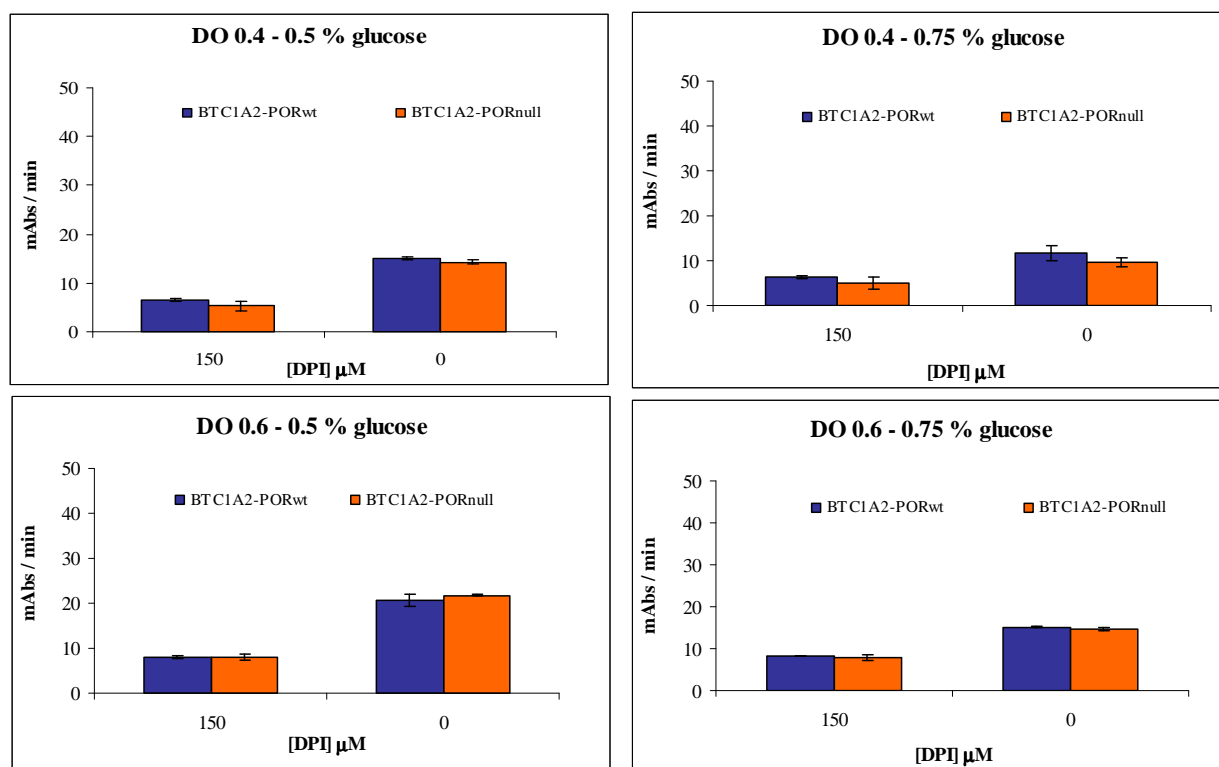 DO 0.4 - 0.5 % glucose
50
40
30
20
10
0
mAbs / min
BTC1A2-PORwt BTC1A2-PORnull
150 0
[DPI] μM
DO 0.4 - 0.75 % glucose
50
40
30
20
10
0
mAbs / min
BTC1A2-PORwt BTC1A2-PORnull
150 0
[DPI] μM
DO 0.6 - 0.5 % glucose
50
40
30
20
10
0
mAbs / min
BTC1A2-PORwt BTC1A2-PORnull
150 0
[DPI] μM
DO 0.6 - 0.75 % glucose
50
40
30
20
10
0
mAbs / min
BTC1A2-PORwt BTC1A2-PORnull
150 0
[DPI] μM